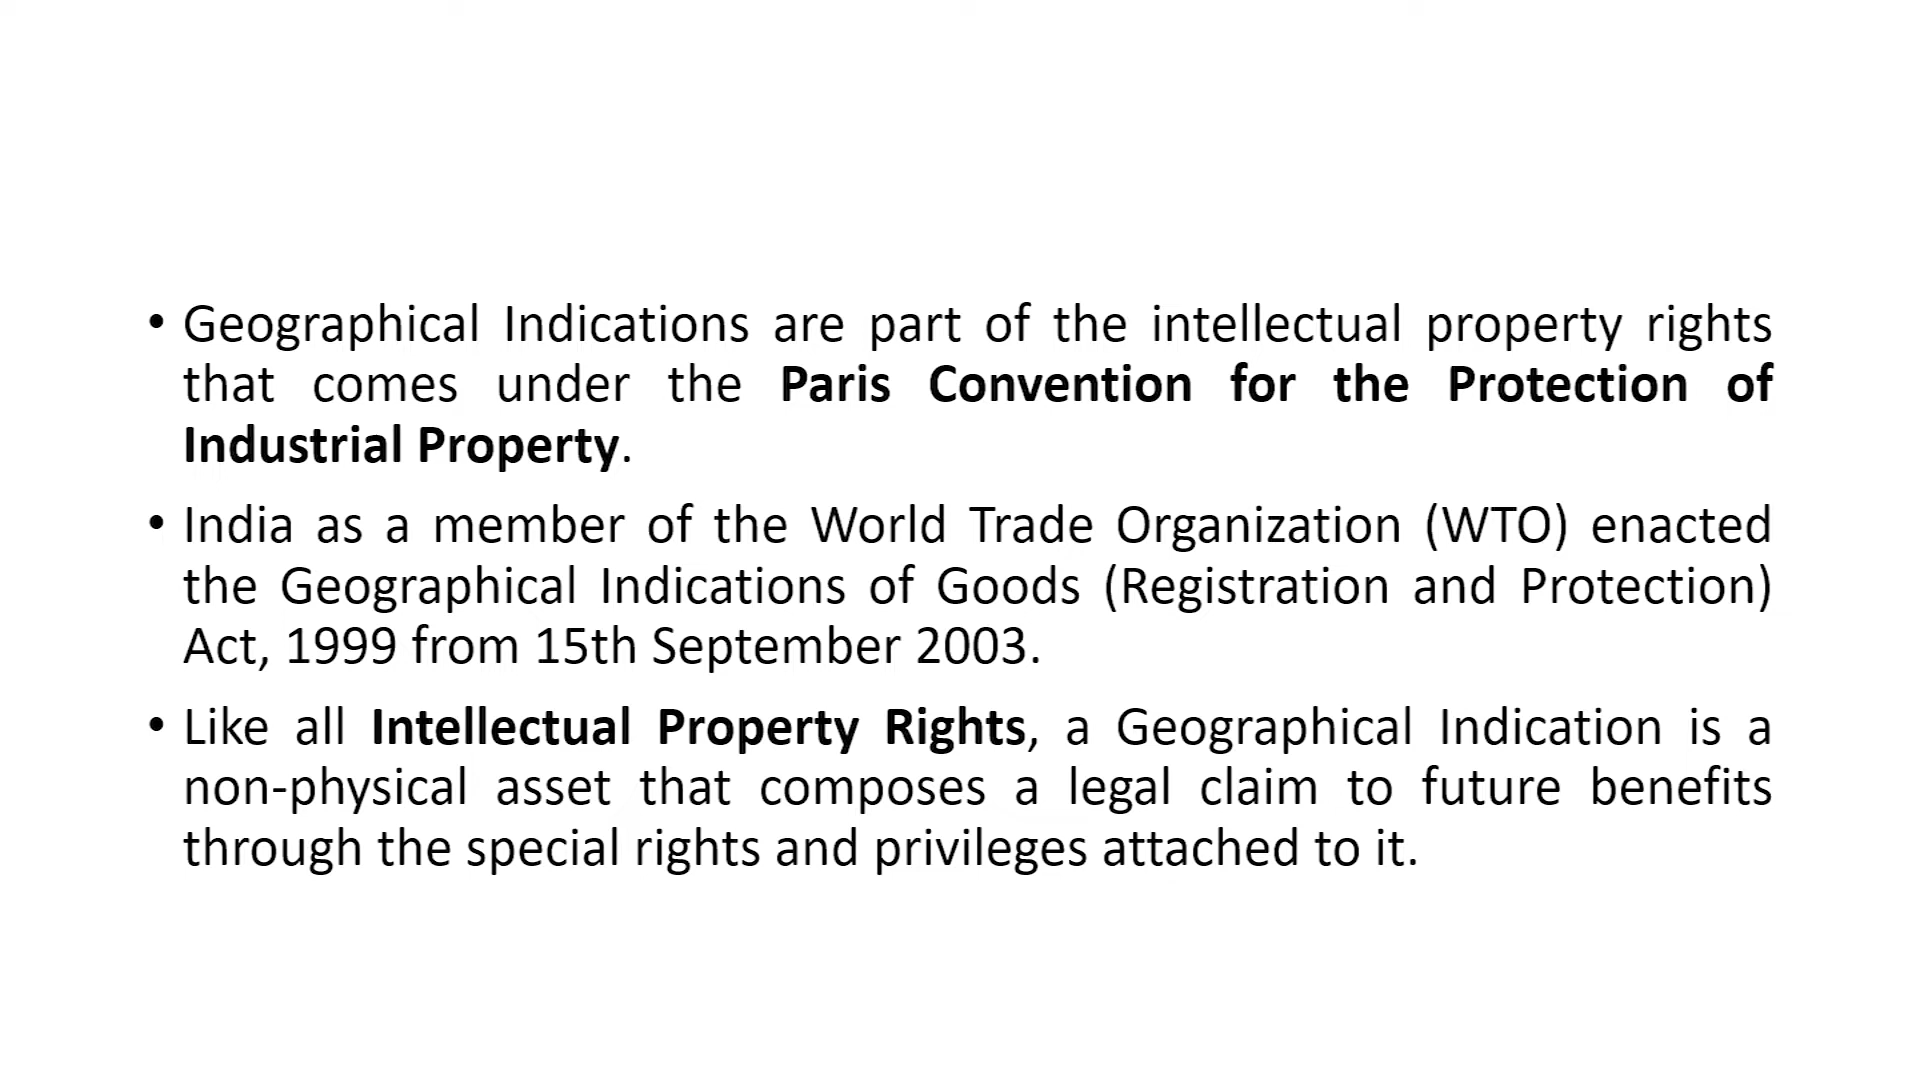 • Geographical Indications are part of the intellectual property rights
that comes under the Paris Convention for the Protection of
Industrial Property.
• India as a member of the World Trade Organization (WTO) enacted
the Geographical Indications of Goods (Registration and Protection)
Act, 1999 from 15th September 2003.
• Like all Intellectual Property Rights, a Geographical Indication is a
non-physical asset that composes a legal claim to future benefits
through the special rights and privileges attached to it.